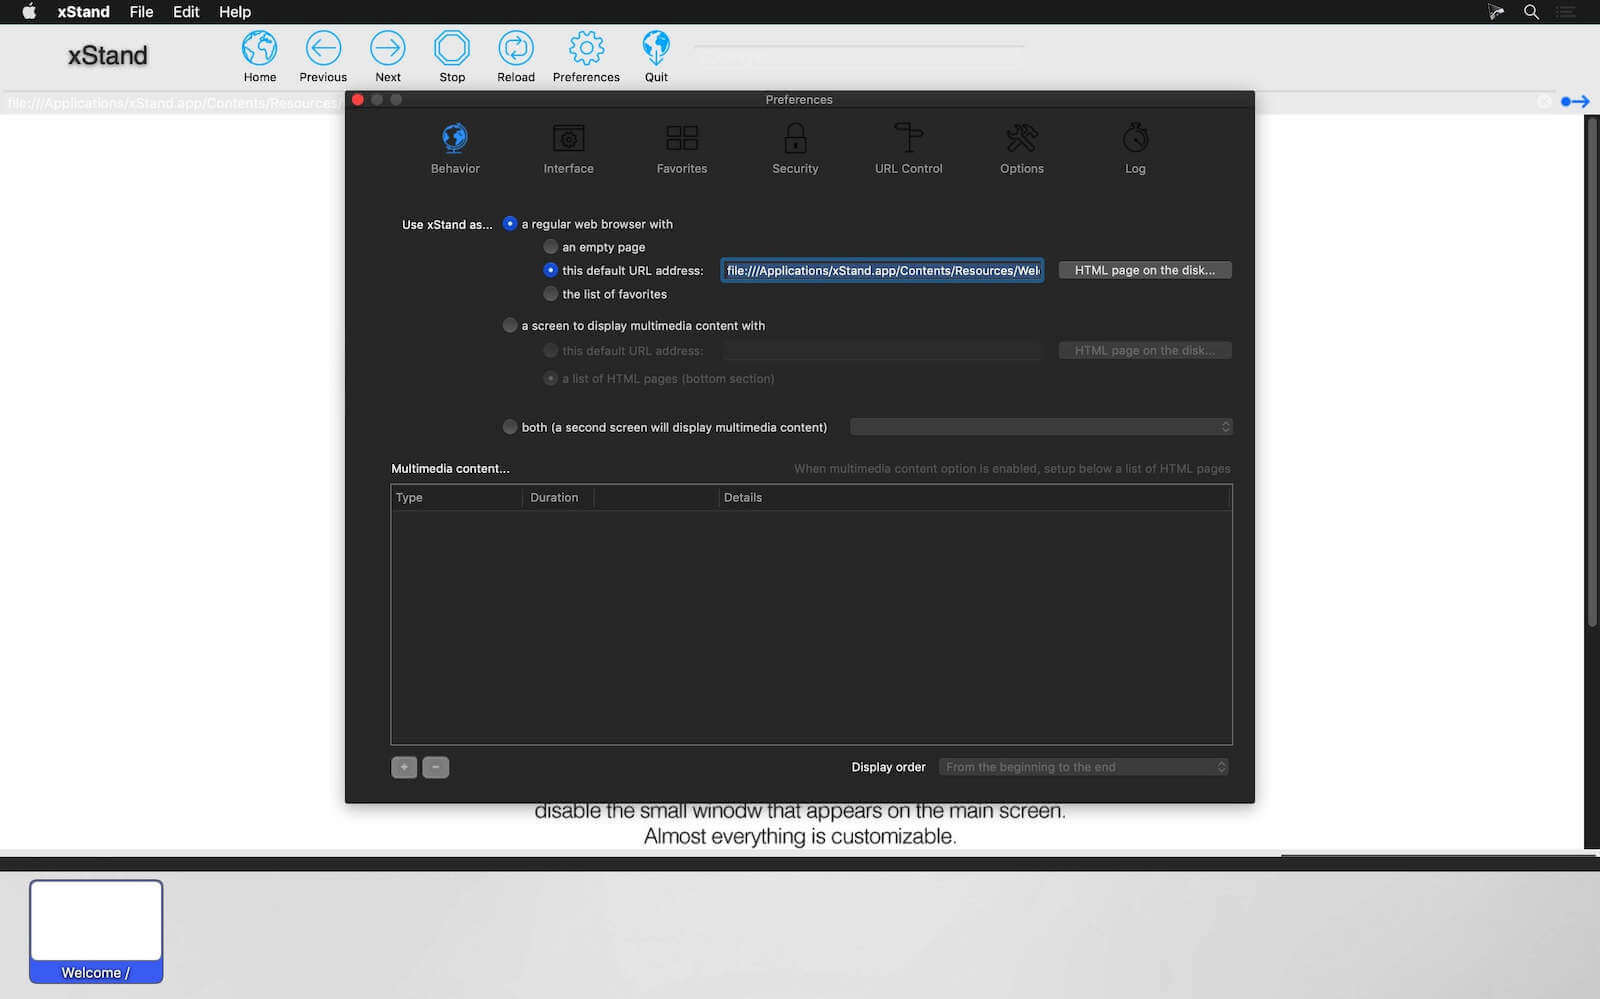 xStand File Edit Help
xStand
Home Previous Next Stop Reload Preferences Quit
file:///Applications/xStand.app/Contents/Resources/
Preferences
Behavior Interface Favorites Security URL Control Options Log
Use xStand as... a regular web browser with
an empty page
this default URL address: file:///Applications/xStand.app/Contents/Resources/Wel HTML page on the disk...
the list of favorites
a screen to display multimedia content with
this default URL address: HTML page on the disk...
a list of HTML pages (bottom section)
both (a second screen will display multimedia content)
Multimedia content... When multimedia content option is enabled, setup below a list of HTML pages
Type Duration Details
+ - Display order From the beginning to the end
disable the small winodw that appears on the main screen.
Almost everything is customizable.
Welcome /